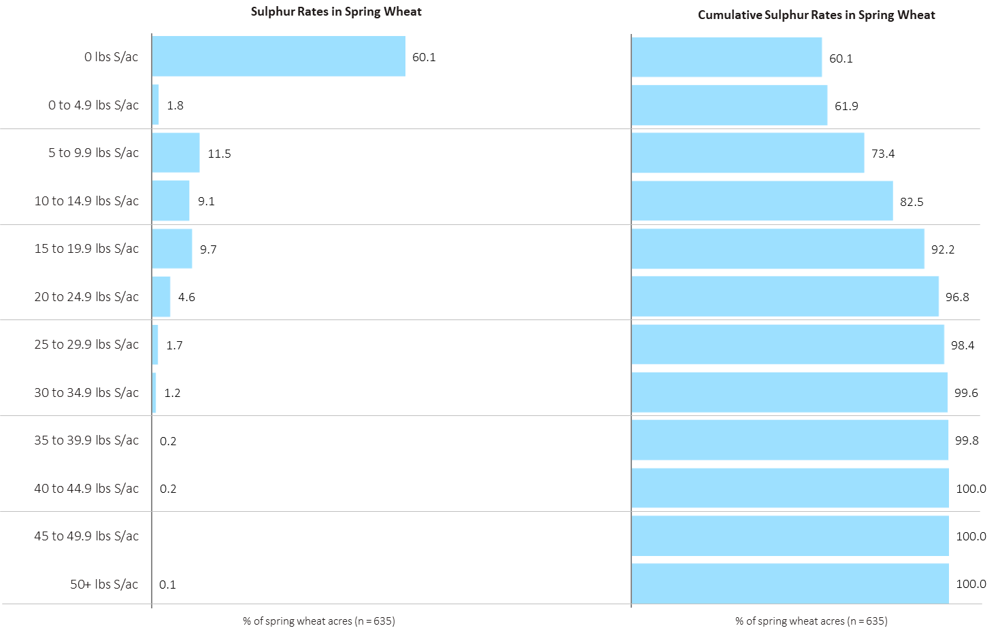 Sulphur Rates in Spring Wheat
Cumulative Sulphur Rates in Spring Wheat
0 lbs S/ac 60.1 60.1
0 to 4.9 lbs S/ac 1.8 61.9
5 to 9.9 lbs S/ac 11.5 73.4
10 to 14.9 lbs S/ac 9.1 82.5
15 to 19.9 lbs S/ac 9.7 92.2
20 to 24.9 lbs S/ac 4.6 96.8
25 to 29.9 lbs S/ac 1.7 98.4
30 to 34.9 lbs S/ac 1.2 99.6
35 to 39.9 lbs S/ac 0.2 99.8
40 to 44.9 lbs S/ac 0.2 100.0
45 to 49.9 lbs S/ac 100.0
50+ lbs S/ac 0.1 100.0
% of spring wheat acres (n = 635)
% of spring wheat acres (n = 635)